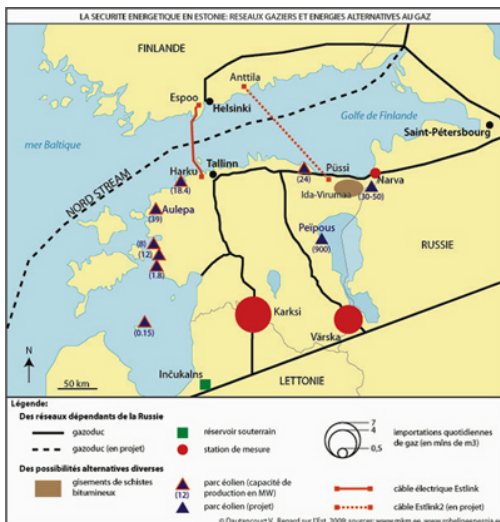 LA SECURITE ENERGETIQUE EN ESTONIE: RESEAUX GAZIERS ET ENERGIES ALTERNATIVES AU GAZ
FINLANDE
Anttila
Espoo
Helsinki
Golfe de Finlande
Saint-Pétersbourg
mer Baltique
NORD STREAM
Harku
Tallinn
(24)
Püssi
Narva
(18.4)
Ida-Virumaa
(30-50)
Aulepa
(39)
Peïpous
(900)
RUSSIE
(8)
(12)
(1.8)
Karksi
Värska
(0.15)
N
Inčukalns
LETTONIE
50 km
Légende:
Des réseaux dépendants de la Russie
gazoduc
gazoduc (en projet)
réservoir souterrain
station de mesure
7
4
0,5
importations quotidiennes
de gaz (en mlns de m3)
Des possibilités alternatives diverses
gisements de schistes
bitumineux
(12)
parc éolien (capacité de
production en MW)
parc éolien (projet)
câble électrique Estlink
câble Estlink2 (en projet)